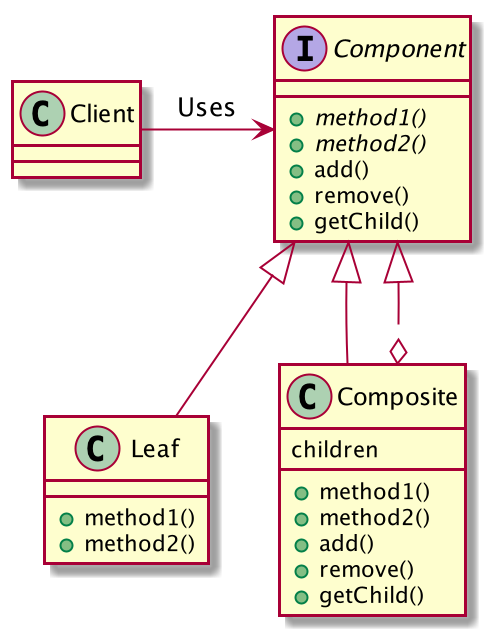 I Component
method1()
method2()
add()
remove()
getChild()
C Client
Uses
C Leaf
method1()
method2()
C Composite
children
method1()
method2()
add()
remove()
getChild()